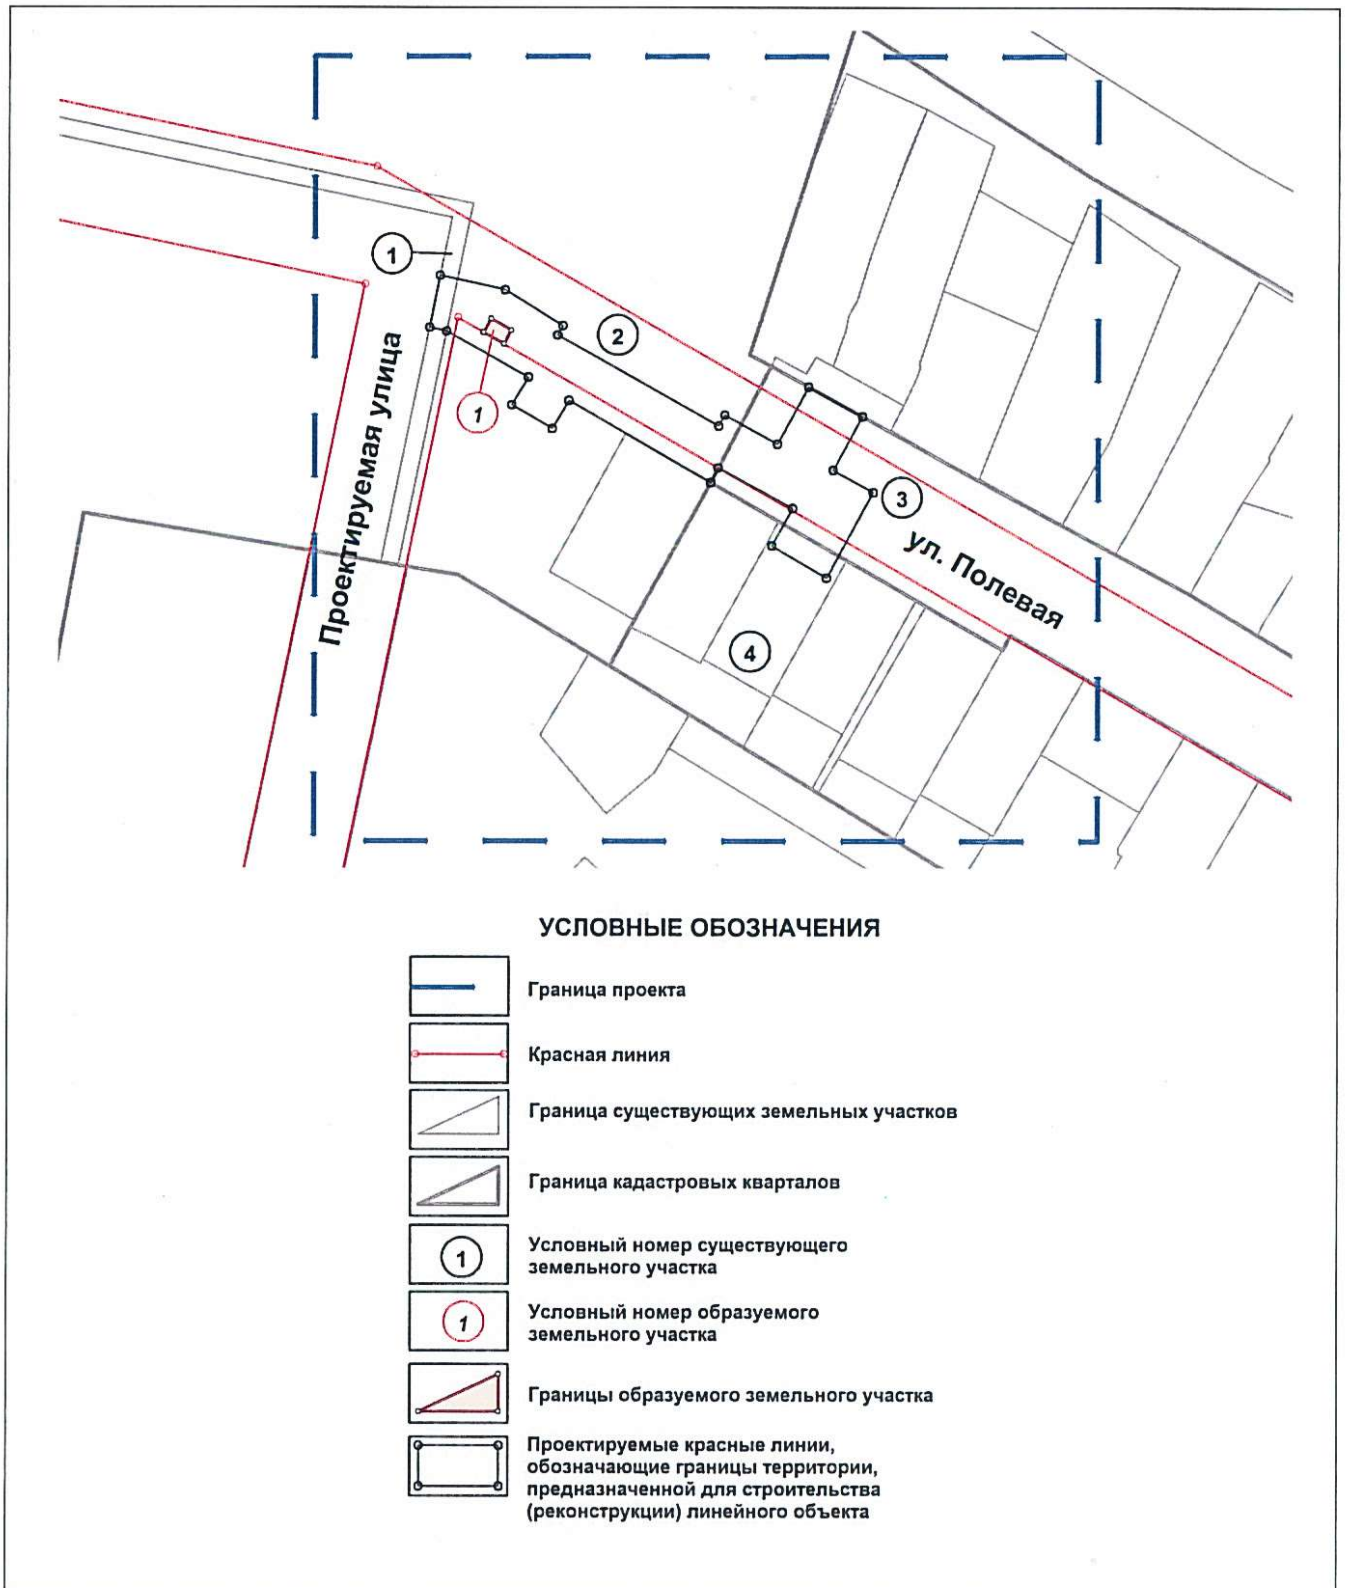 1
2
1
Проектируемая улица
3
ул. Полевая
4
УСЛОВНЫЕ ОБОЗНАЧЕНИЯ
Граница проекта
Красная линия
Граница существующих земельных участков
Граница кадастровых кварталов
1
Условный номер существующего
земельного участка
1
Условный номер образуемого
земельного участка
Границы образуемого земельного участка
Проектируемые красные линии,
обозначающие границы территории,
предназначенной для строительства
(реконструкции) линейного объекта